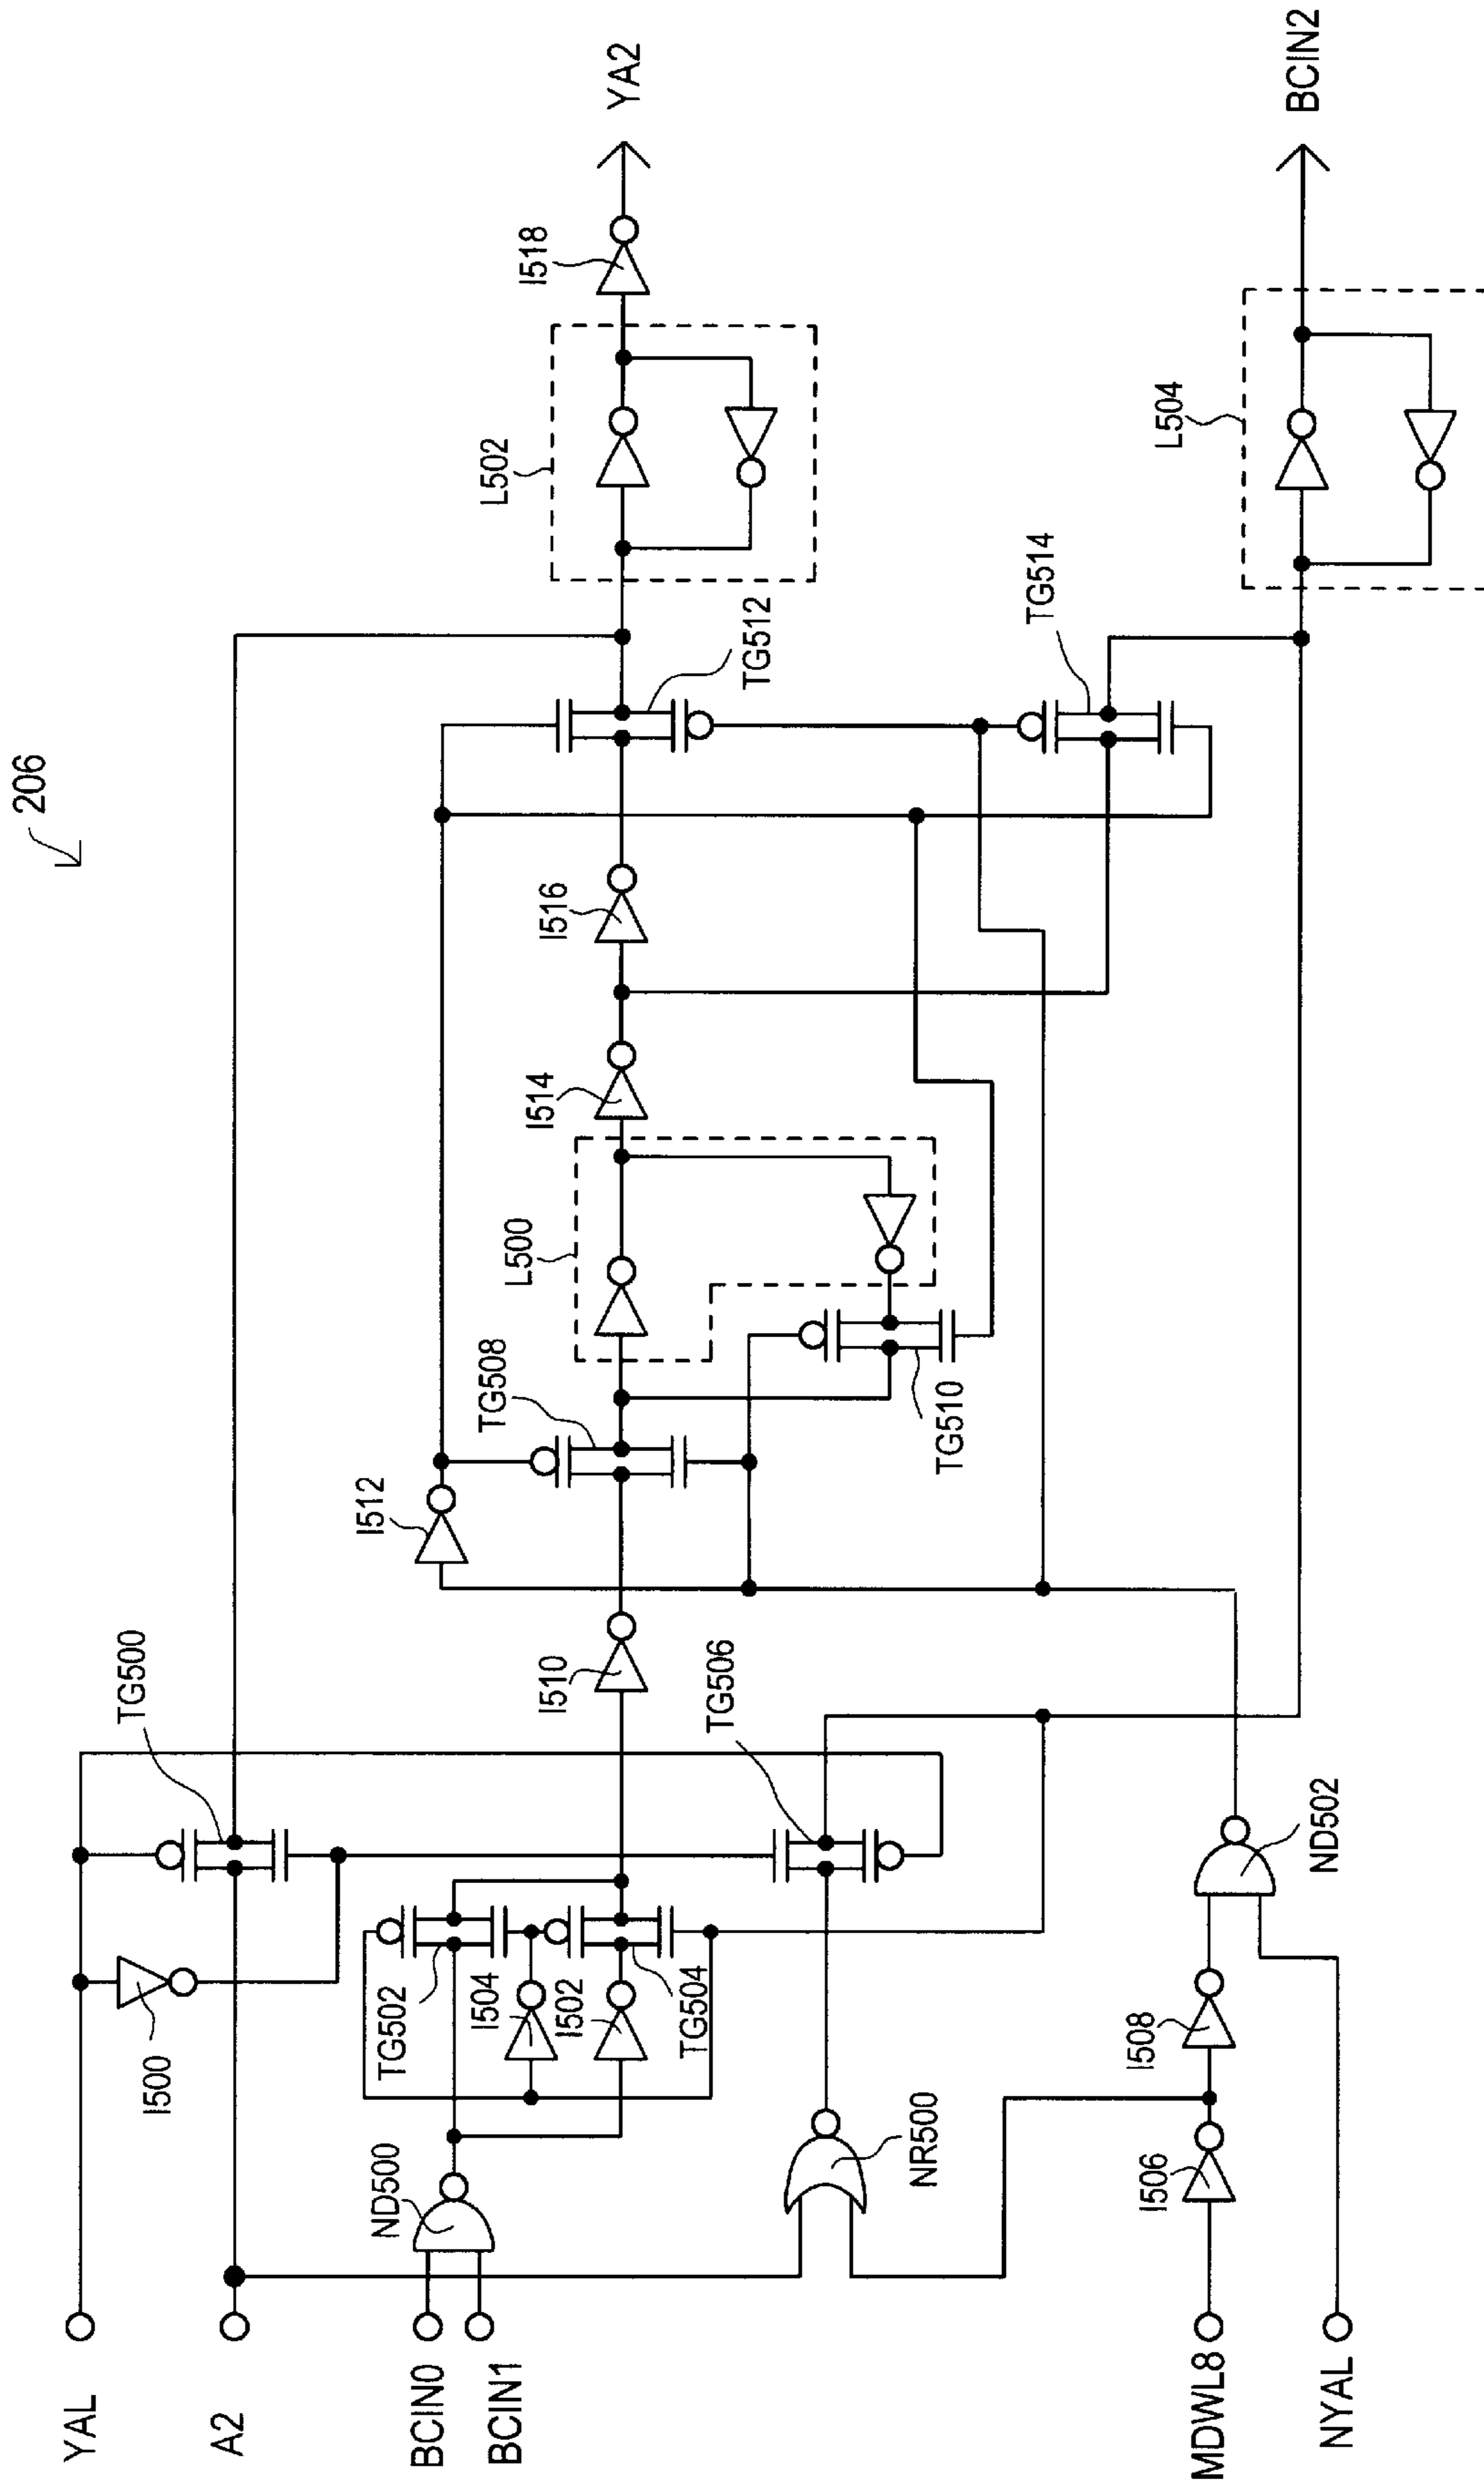 206
YAL
A2
BCIN0
BCIN1
MDWL8
NYAL
I500
TG500
ND500
TG502
I504
I502
TG504
NR500
TG506
I506
I508
ND502
I510
I512
TG508
L500
TG510
I514
I516
TG512
TG514
L502
L504
I518
YA2
BCIN2